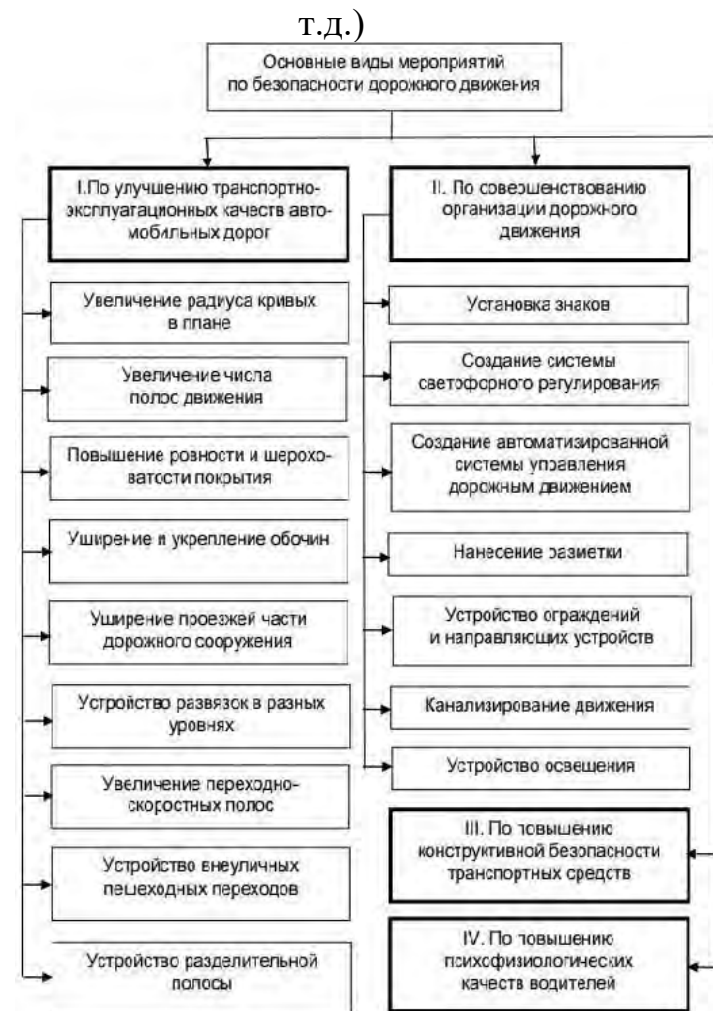 т.д.)
Основные виды мероприятий
по безопасности дорожного движения
I.По улучшению транспортно-
эксплуатационных качеств авто-
мобильных дорог
Увеличение радиуса кривых
в плане
Увеличение числа
полос движения
Повышение ровности и шерохо-
ватости покрытия
Уширение и укрепление обочин
Уширение проезжей части
дорожного сооружения
Устройство развязок в разных
уровнях
Увеличение переходно-
скоростных полос
Устройство внеуличных
пешеходных переходов
Устройство разделительной
полосы
II. По совершенствованию
организации дорожного
движения
Установка знаков
Создание системы
светофорного регулирования
Создание автоматизированной
системы управления
дорожным движением
Нанесение разметки
Устройство ограждений
и направляющих устройств
Канализирование движения
Устройство освещения
III. По повышению
конструктивной безопасности
транспортных средств
IV. По повышению
психофизиологических
качеств водителей